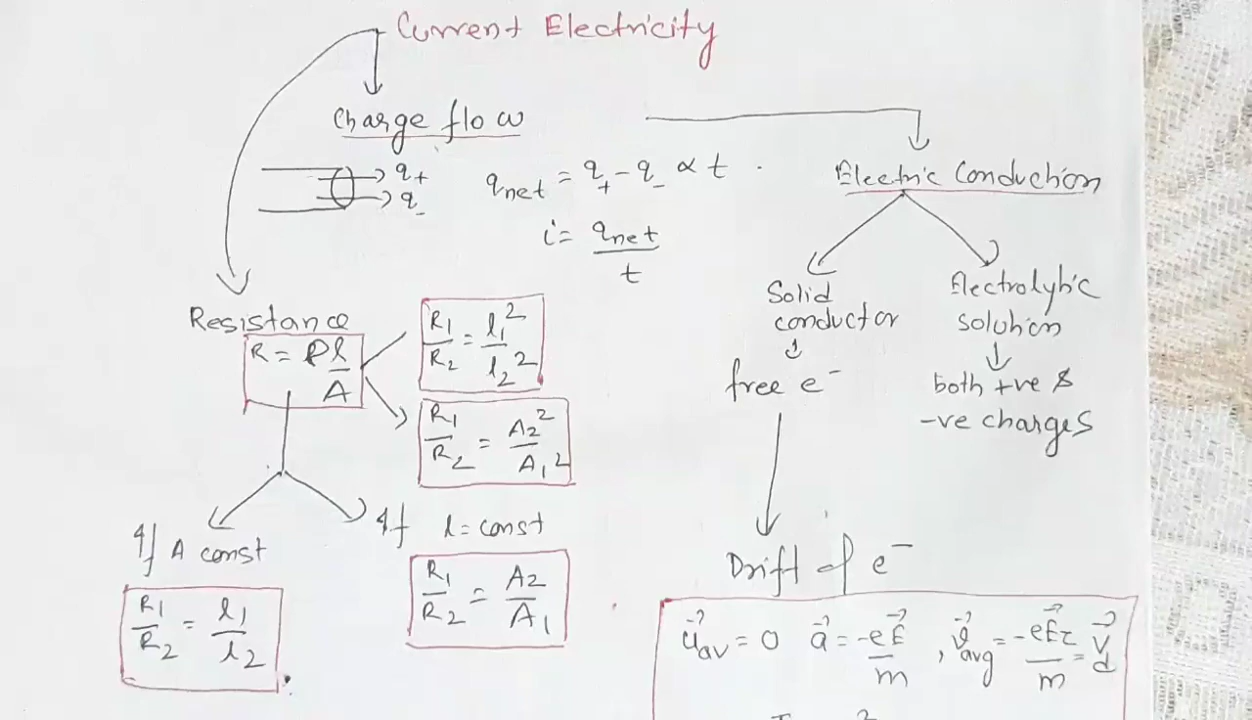 Current Electricity
Charge flow
q+
q-
qnet = q+ - q- ∝ t
i = qnet / t
Resistance
R = ρl / A
R1 / R2 = l1² / l2²
R1 / R2 = A2² / A1²
If A const
R1 / R2 = l1 / l2
If l = const
R1 / R2 = A2 / A1
Electric Conduction
Solid
conductor
free e⁻
Electrolytic
solution
both +ve &
-ve charges
Drift of e⁻
u⃗av = 0 a⃗ = -eE⃗ / m , v⃗avg = -eE⃗τ / m = v⃗d